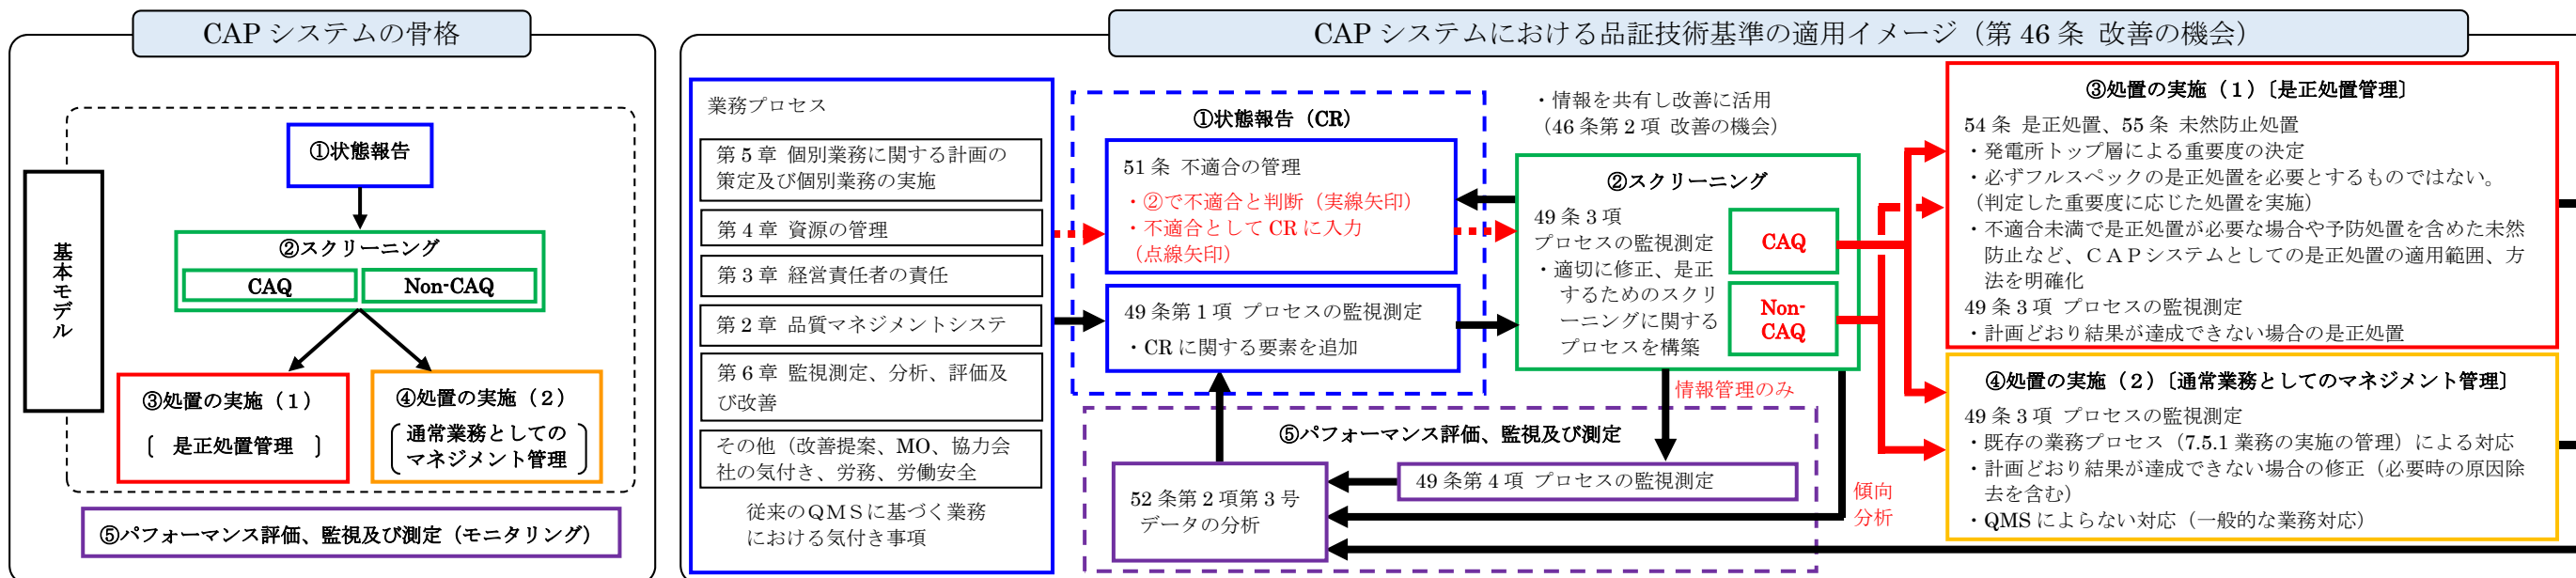 CAP システムの骨格
基本モデル
①状態報告
②スクリーニング
CAQ
Non-CAQ
③処置の実施（１）
〔 是正処置管理 〕
④処置の実施（２）
通常業務としての
マネジメント管理
⑤パフォーマンス評価、監視及び測定（モニタリング）
CAP システムにおける品証技術基準の適用イメージ（第 46 条 改善の機会）
業務プロセス
第 5 章 個別業務に関する計画の
策定及び個別業務の実施
第 4 章 資源の管理
第 3 章 経営責任者の責任
第 2 章 品質マネジメントシステ
第 6 章 監視測定、分析、評価及
び改善
その他（改善提案、MO、協力会
社の気付き、労務、労働安全
従来のＱＭＳに基づく業務
における気付き事項
①状態報告（CR）
51 条 不適合の管理
・②で不適合と判断（実線矢印）
・不適合として CR に入力
（点線矢印）
49 条第 1 項 プロセスの監視測定
・CR に関する要素を追加
・情報を共有し改善に活用
（46 条第 2 項 改善の機会）
②スクリーニング
49 条 3 項
プロセスの監視測定
・適切に修正、是正
するためのスクリ
ーニングに関する
プロセスを構築
CAQ
Non-
CAQ
情報管理のみ
⑤パフォーマンス評価、監視及び測定
52 条第 2 項第 3 号
データの分析
49 条第 4 項 プロセスの監視測定
傾向
分析
③処置の実施（１）〔是正処置管理〕
54 条 是正処置、55 条 未然防止処置
・発電所トップ層による重要度の決定
・必ずフルスペックの是正処置を必要とするものではない。
（判定した重要度に応じた処置を実施）
・不適合未満で是正処置が必要な場合や予防処置を含めた未然
防止など、ＣＡＰシステムとしての是正処置の適用範囲、方
法を明確化
49 条 3 項 プロセスの監視測定
・計画どおり結果が達成できない場合の是正処置
④処置の実施（２）〔通常業務としてのマネジメント管理〕
49 条 3 項 プロセスの監視測定
・既存の業務プロセス（7.5.1 業務の実施の管理）による対応
・計画どおり結果が達成できない場合の修正（必要時の原因除
去を含む）
・QMS によらない対応（一般的な業務対応）